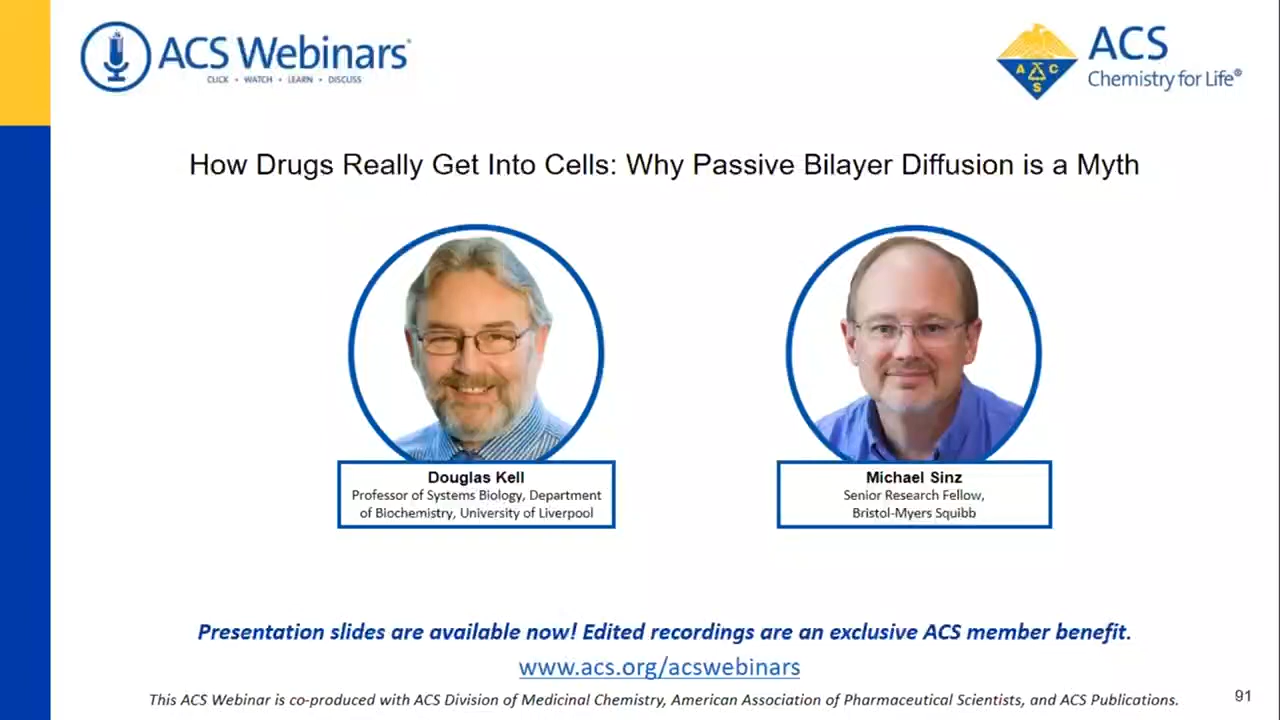 ACS Webinars®
CLICK • WATCH • LEARN • DISCUSS
ACS
Chemistry for Life®
A C S
How Drugs Really Get Into Cells: Why Passive Bilayer Diffusion is a Myth
Douglas Kell
Professor of Systems Biology, Department
of Biochemistry, University of Liverpool
Michael Sinz
Senior Research Fellow,
Bristol-Myers Squibb
Presentation slides are available now! Edited recordings are an exclusive ACS member benefit.
www.acs.org/acswebinars
This ACS Webinar is co-produced with ACS Division of Medicinal Chemistry, American Association of Pharmaceutical Scientists, and ACS Publications.
91